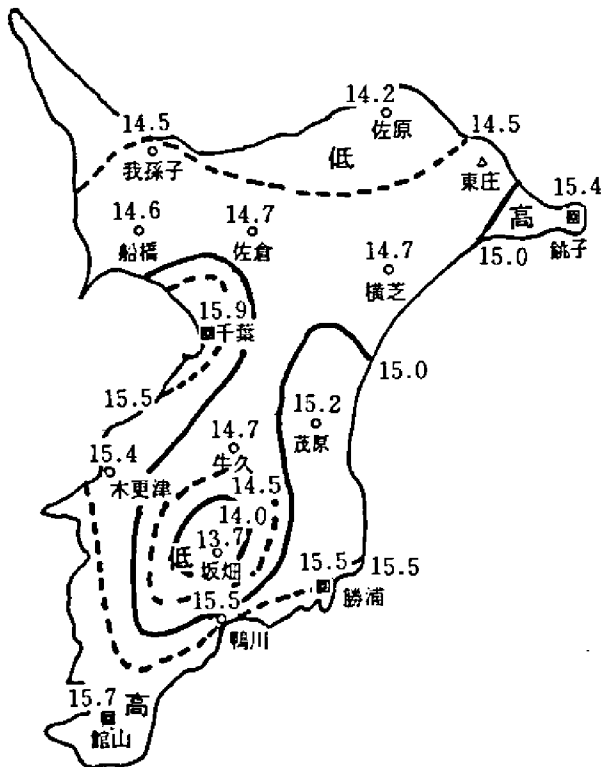 14.2
佐原
14.5
我孫子
低
14.5
東庄
15.4
高
銚子
14.6
船橋
14.7
佐倉
15.0
14.7
横芝
15.9
千葉
15.0
15.5
15.2
茂原
14.7
牛久
15.4
木更津
14.5
14.0
13.7
低
坂畑
15.5
15.5
勝浦
15.5
鴨川
15.7
高
館山